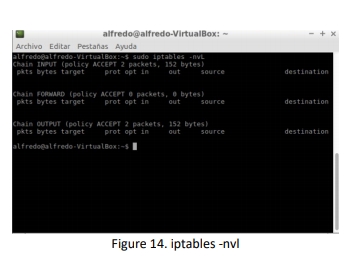 alfredo@alfredo-VirtualBox: ~
Archivo Editar Pestañas Ayuda
alfredo@alfredo-VirtualBox:~$ sudo iptables -nvL
Chain INPUT (policy ACCEPT 2 packets, 152 bytes)
pkts bytes target prot opt in out source destination
Chain FORWARD (policy ACCEPT 0 packets, 0 bytes)
pkts bytes target prot opt in out source destination
Chain OUTPUT (policy ACCEPT 2 packets, 152 bytes)
pkts bytes target prot opt in out source destination
alfredo@alfredo-VirtualBox:~$
Figure 14. iptables -nvl